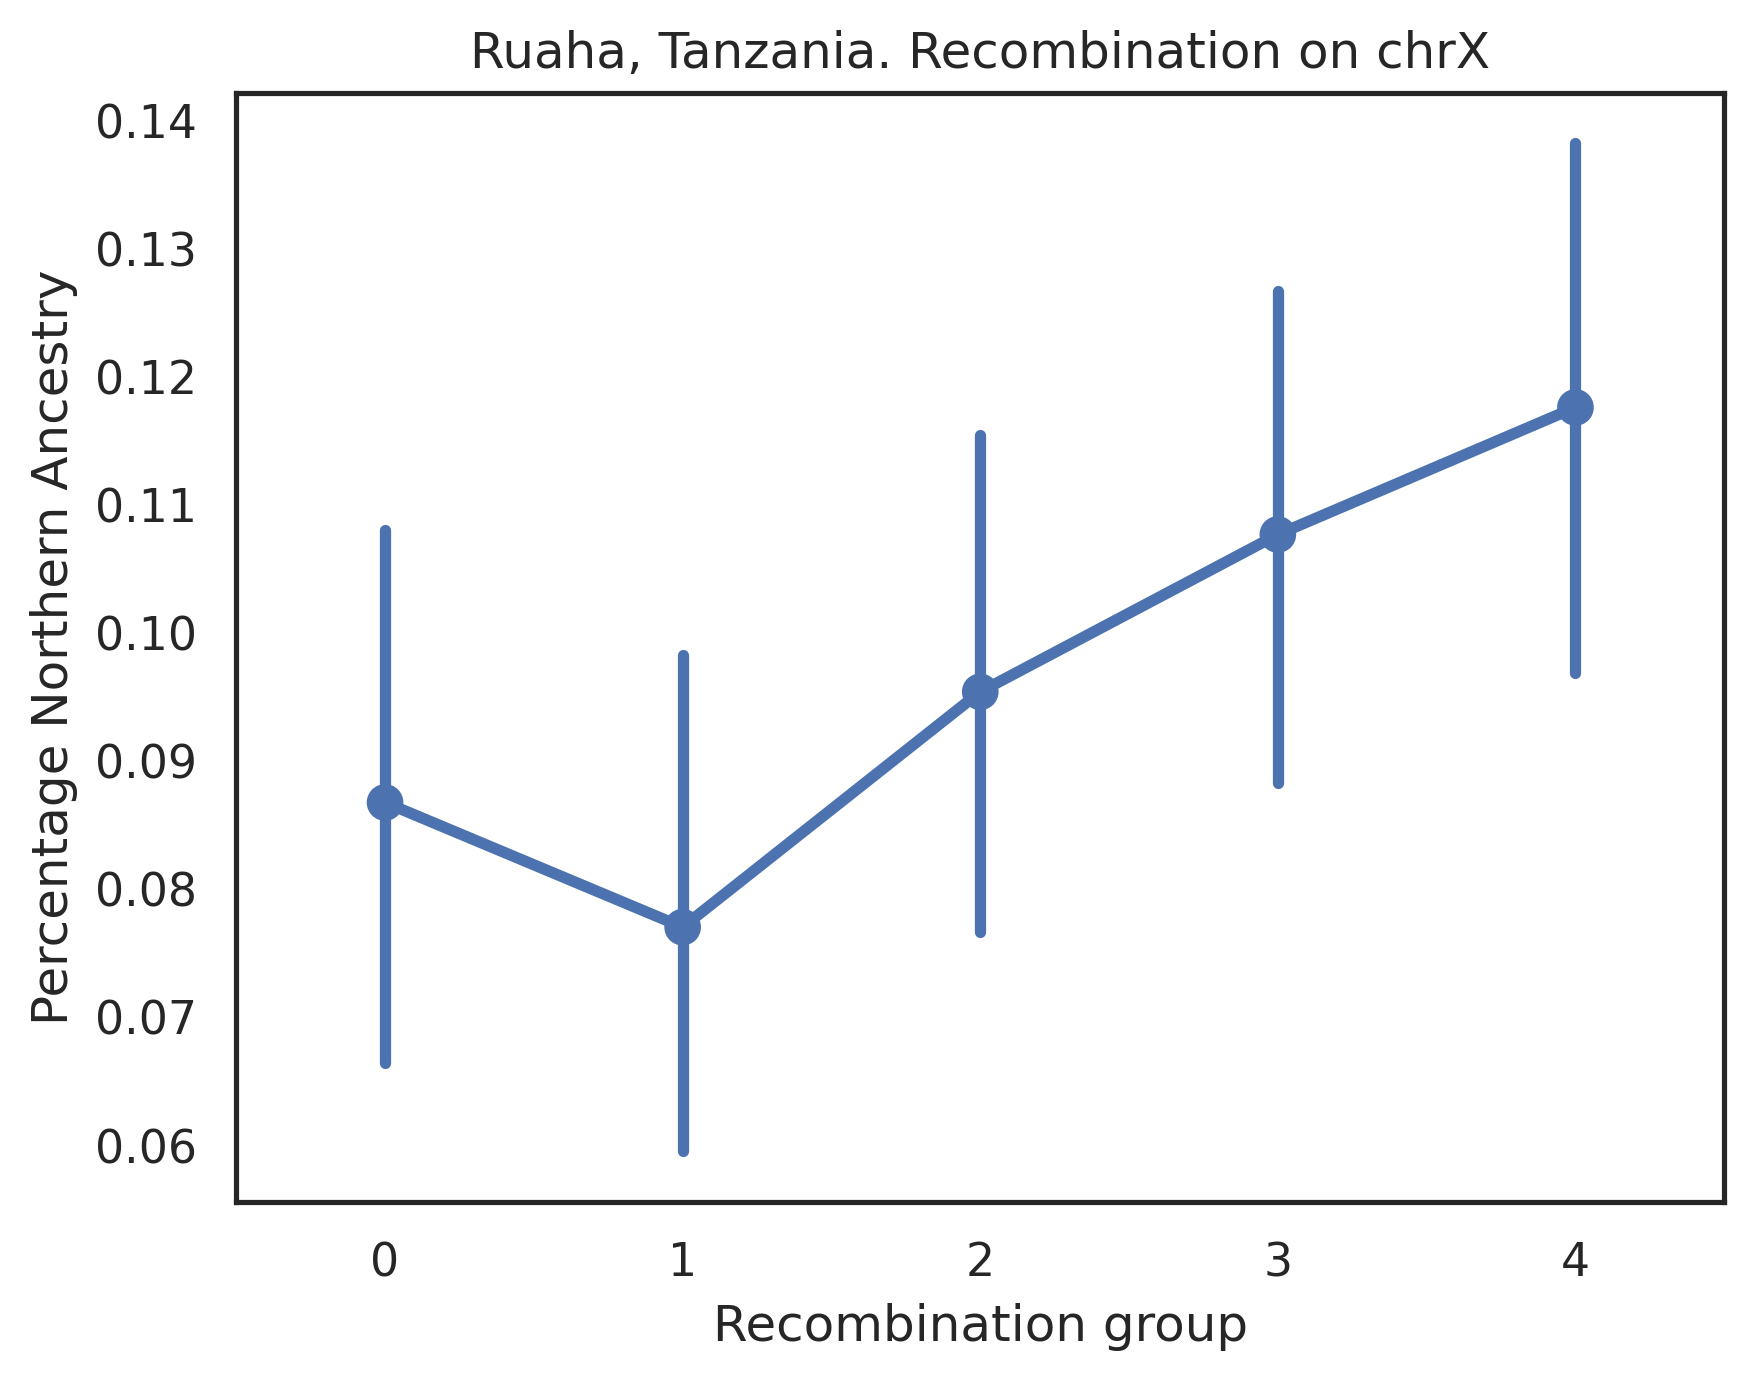 Ruaha, Tanzania. Recombination on chrX
Percentage Northern Ancestry
0.14
0.13
0.12
0.11
0.10
0.09
0.08
0.07
0.06
0 1 2 3 4
Recombination group